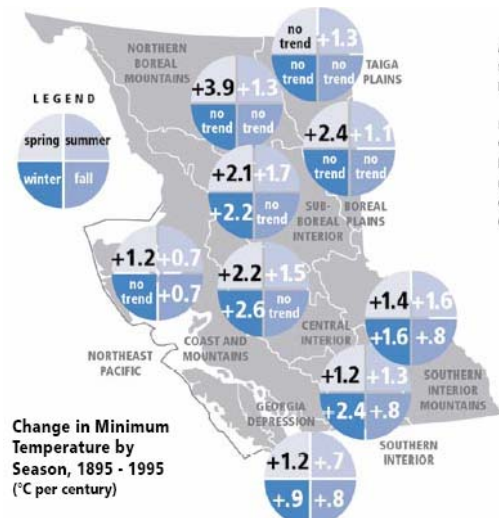 no
trend
+1.3
no
trend
no
trend
TAIGA
PLAINS
NORTHERN
BOREAL
MOUNTAINS
+3.9
+1.3
no
trend
no
trend
LEGEND
spring
summer
winter
fall
+2.4
+1.1
no
trend
no
trend
BOREAL
PLAINS
+2.1
+1.7
+2.2
no
trend
SUB-
BOREAL
INTERIOR
+1.2
+0.7
no
trend
+0.7
NORTHEAST
PACIFIC
COAST AND
MOUNTAINS
+2.2
+1.5
+2.6
no
trend
CENTRAL
INTERIOR
+1.4
+1.6
+1.6
+.8
SOUTHERN
INTERIOR
MOUNTAINS
+1.2
+1.3
+2.4
+.8
SOUTHERN
INTERIOR
GEORGIA
DEPRESSION
+1.2
+.7
+.9
+.8
Change in Minimum
Temperature by
Season, 1895 - 1995
(°C per century)